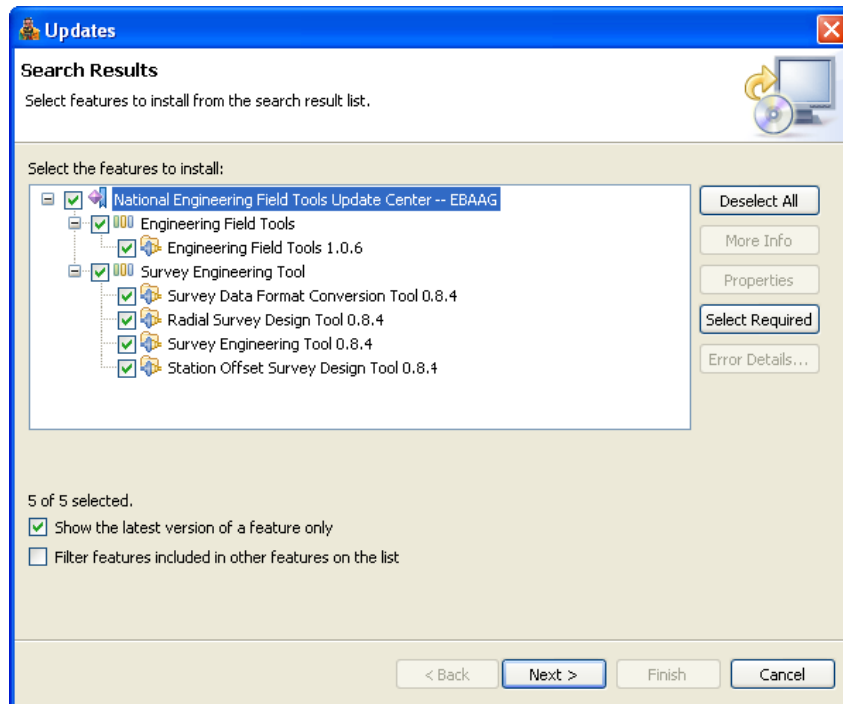 Updates
Search Results
Select features to install from the search result list.
Select the features to install:
National Engineering Field Tools Update Center -- EBAAG
Engineering Field Tools
Engineering Field Tools 1.0.6
Survey Engineering Tool
Survey Data Format Conversion Tool 0.8.4
Radial Survey Design Tool 0.8.4
Survey Engineering Tool 0.8.4
Station Offset Survey Design Tool 0.8.4
Deselect All
More Info
Properties
Select Required
Error Details...
5 of 5 selected.
Show the latest version of a feature only
Filter features included in other features on the list
< Back
Next >
Finish
Cancel